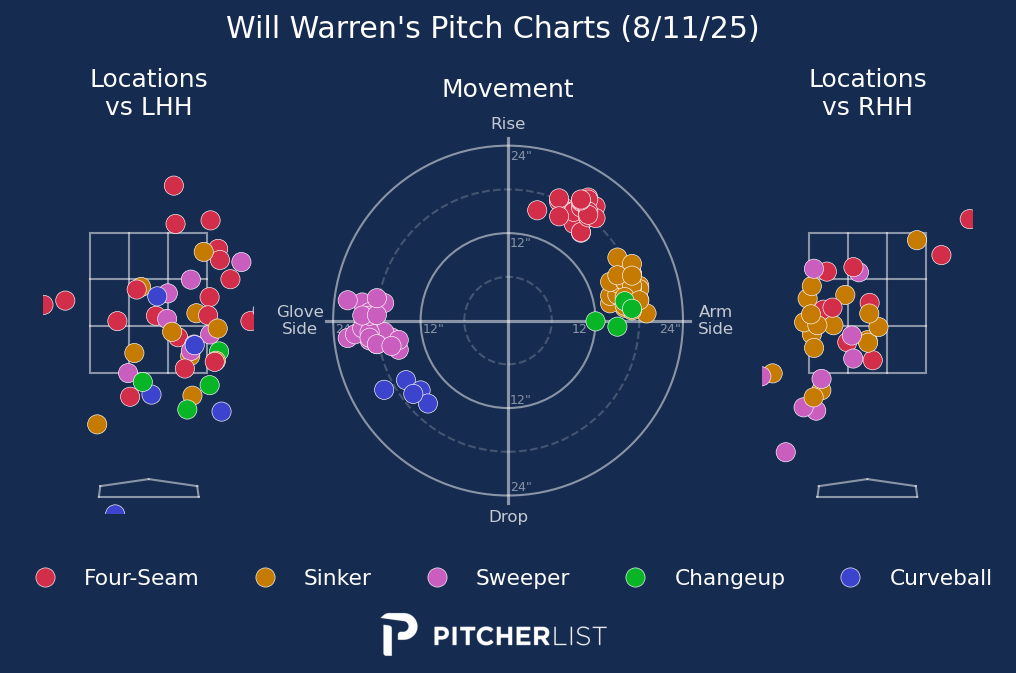 Will Warren's Pitch Charts (8/11/25)
Locations
vs LHH
Movement
Locations
vs RHH
Rise
24"
12"
Glove
Side
24"
12"
12"
24"
Arm
Side
12"
24"
Drop
Four-Seam
Sinker
Sweeper
Changeup
Curveball
PITCHERLIST